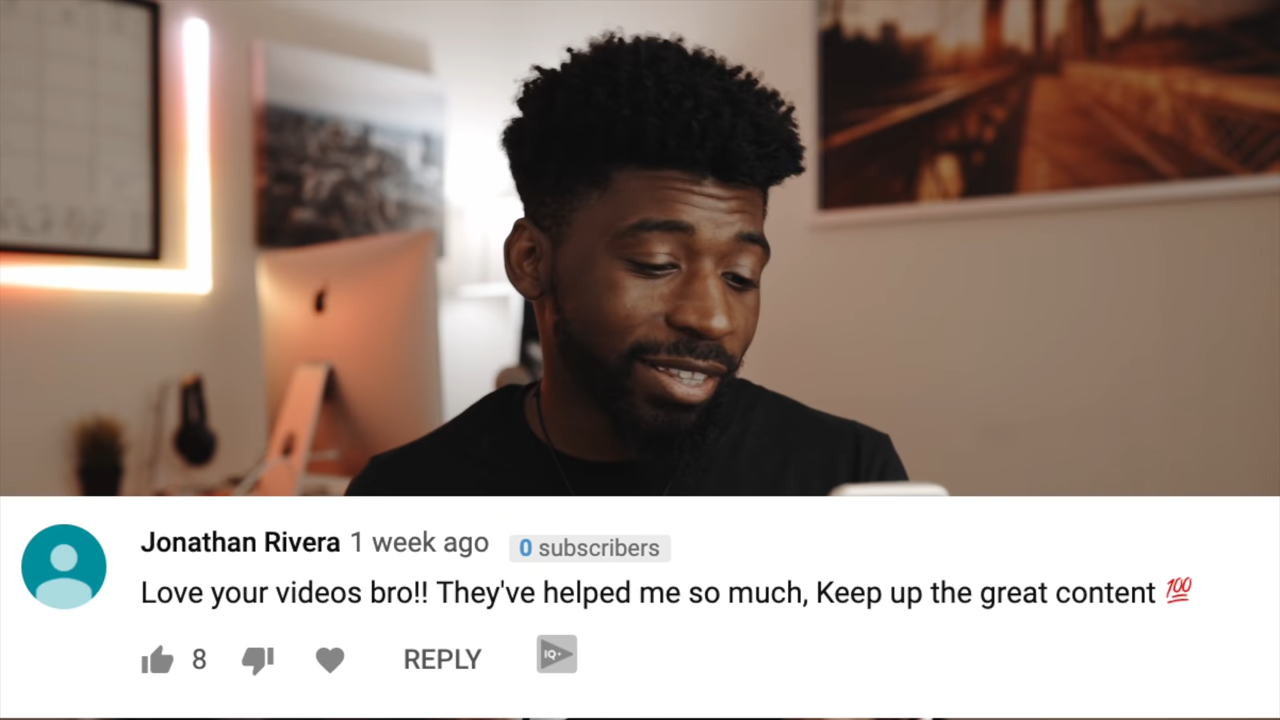 Jonathan Rivera 1 week ago 0 subscribers
Love your videos bro!! They've helped me so much, Keep up the great content 💯
8 REPLY IQ+